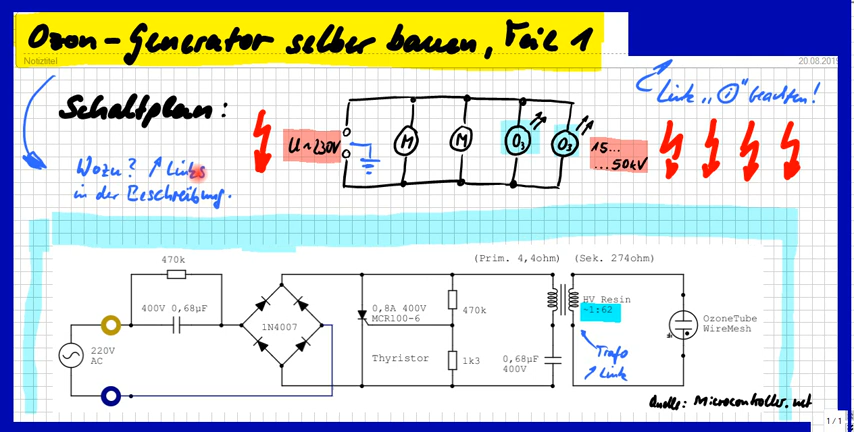 Ozon-Generator selber bauen, Teil 1
Notiztitel
20.08.201
Link „ⓘ" beachten!
Schaltplan:
U~230V
M
M
O3
O3
15...
...50kV
Wozu? ↑ Links
in der Beschreibung.
(Prim. 4,4ohm) (Sek. 274ohm)
470k
400V 0,68µF
1N4007
0,8A 400V
MCR100-6
470k
HV Resin
~1:62
OzoneTube
WireMesh
220V
AC
Thyristor
1k3
0,68µF
400V
Trafo
↑ Link
Quelle: Microcontroller.net
1 / 1